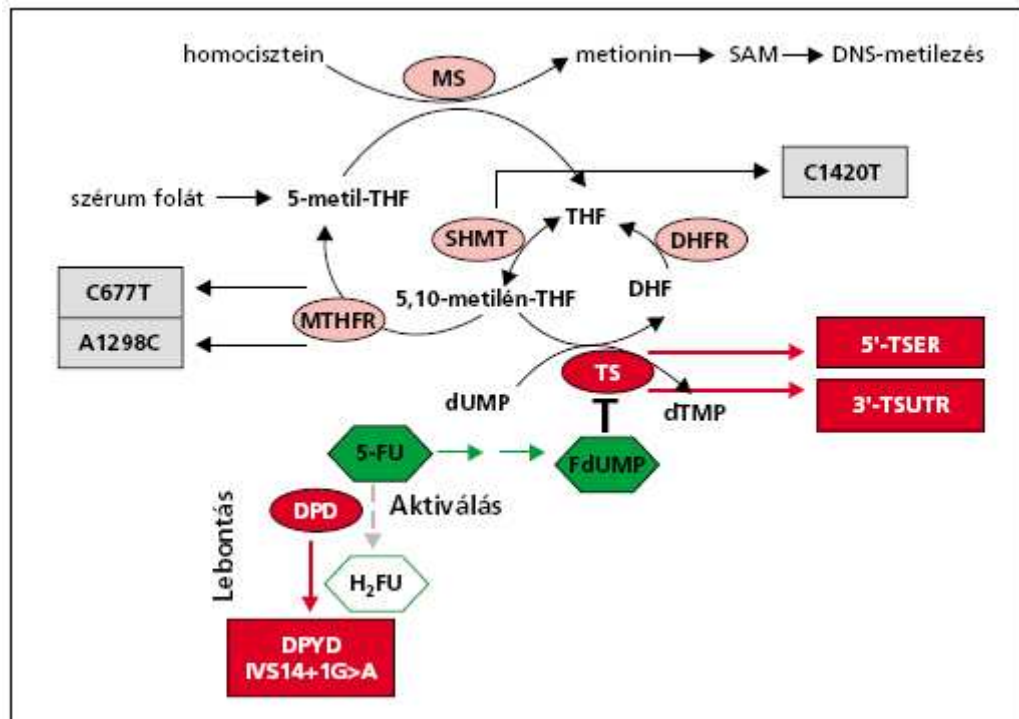 homocisztein
metionin
SAM
DNS-metilezés
MS
C1420T
szérum folát
5-metil-THF
THF
SHMT
DHFR
C677T
5,10-metilén-THF
DHF
MTHFR
A1298C
5'-TSER
TS
dUMP
dTMP
3'-TSUTR
5-FU
FdUMP
DPD
Aktiválás
Lebontás
H₂FU
DPYD
IVS14+1G>A